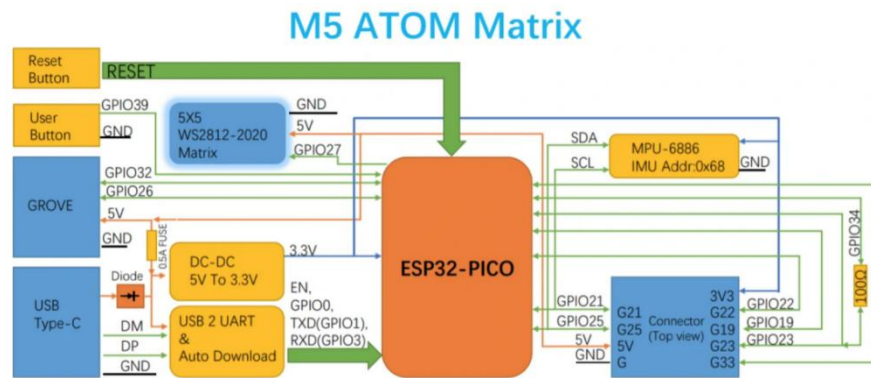 M5 ATOM Matrix
Reset
Button
RESET
User
Button
GPIO39
GND
5X5
WS2812-2020
Matrix
GND
5V
GPIO27
GROVE
GPIO32
GPIO26
5V
GND
0.5A FUSE
DC-DC
5V To 3.3V
3.3V
USB
Type-C
Diode
DM
DP
GND
USB 2 UART
&
Auto Download
EN,
GPIO0,
TXD(GPIO1),
RXD(GPIO3)
ESP32-PICO
SDA
SCL
MPU-6886
IMU Addr:0x68
GND
GPIO34
100Ω
GPIO21
GPIO25
5V
GND
G21
G25
5V
G
Connector
(Top view)
3V3
G22
G19
G23
G33
GPIO22
GPIO19
GPIO23